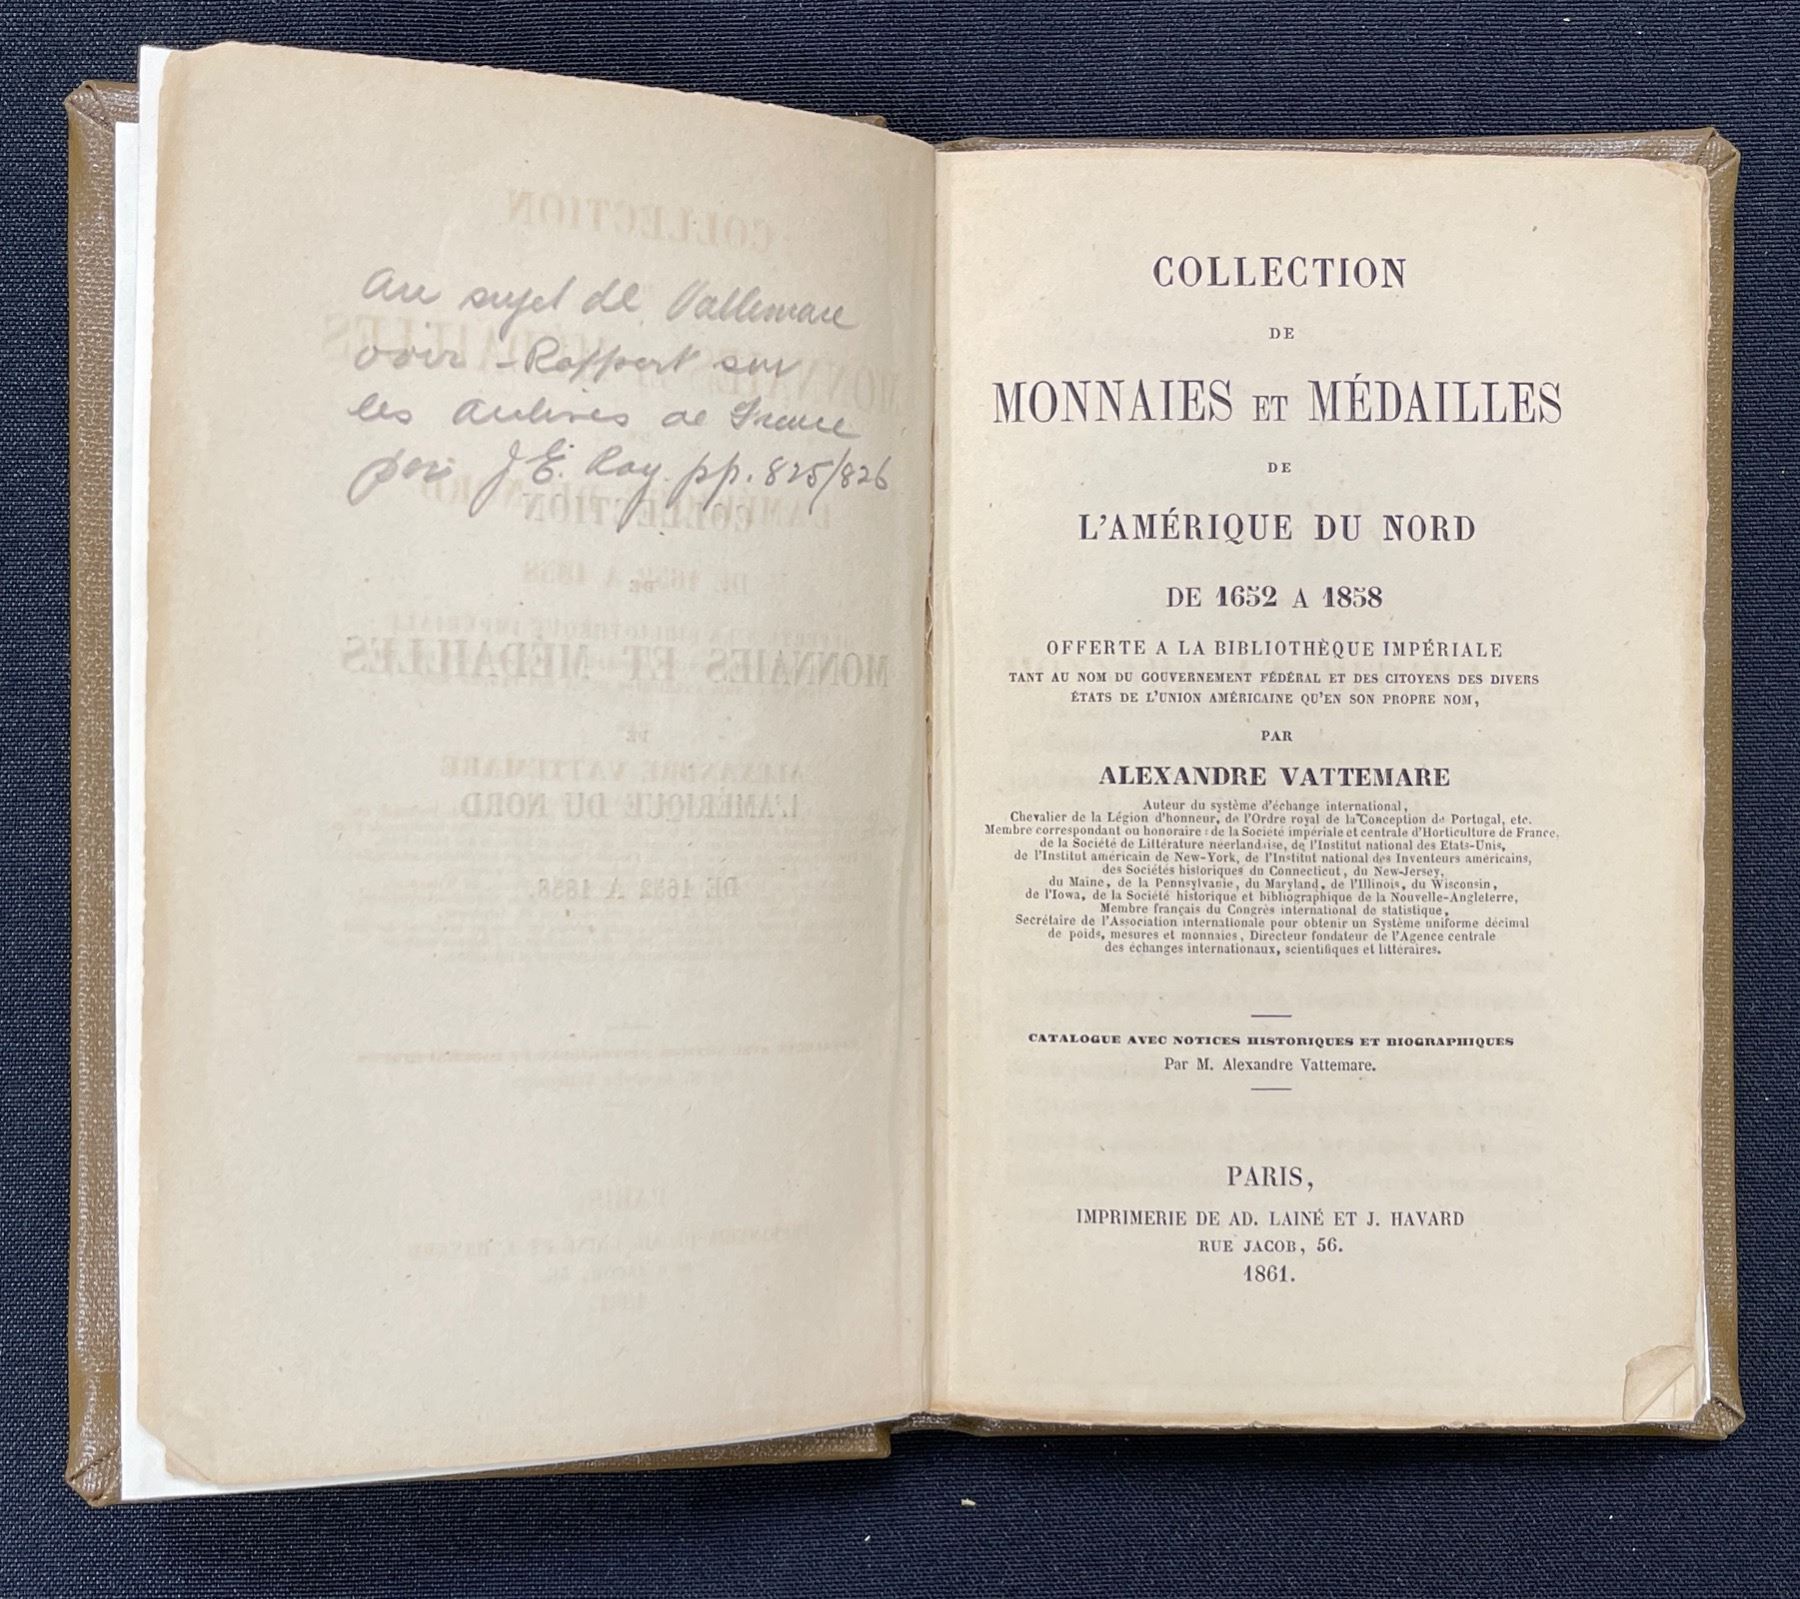 Au sujet de Vattemare
voir - Rapport sur
les archives de France
par J E. Roy pp. 825/826
COLLECTION
DE
MONNAIES ET MÉDAILLES
DE
L'AMÉRIQUE DU NORD
DE 1652 A 1858
OFFERTE A LA BIBLIOTHÈQUE IMPÉRIALE
TANT AU NOM DU GOUVERNEMENT FÉDÉRAL ET DES CITOYENS DES DIVERS
ÉTATS DE L'UNION AMÉRICAINE QU'EN SON PROPRE NOM,
PAR
ALEXANDRE VATTEMARE
Auteur du système d'échange international,
Chevalier de la Légion d'honneur, de l'Ordre royal de la Conception de Portugal, etc.
Membre correspondant ou honoraire : de la Société impériale et centrale d'Horticulture de France,
de la Société de Littérature néerlandaise, de l'Institut national des Etats-Unis,
de l'Institut américain de New-York, de l'Institut national des Inventeurs américains,
des Sociétés historiques du Connecticut, du New-Jersey,
du Maine, de la Pennsylvanie, du Maryland, de l'Illinois, du Wisconsin,
de l'Iowa, de la Société historique et bibliographique de la Nouvelle-Angleterre,
Membre français du Congrès international de statistique,
Secrétaire de l'Association internationale pour obtenir un Système uniforme décimal
de poids, mesures et monnaies, Directeur fondateur de l'Agence centrale
des échanges internationaux, scientifiques et littéraires.
CATALOGUE AVEC NOTICES HISTORIQUES ET BIOGRAPHIQUES
Par M. Alexandre Vattemare.
PARIS,
IMPRIMERIE DE AD. LAINÉ ET J. HAVARD
RUE JACOB, 56.
1861.